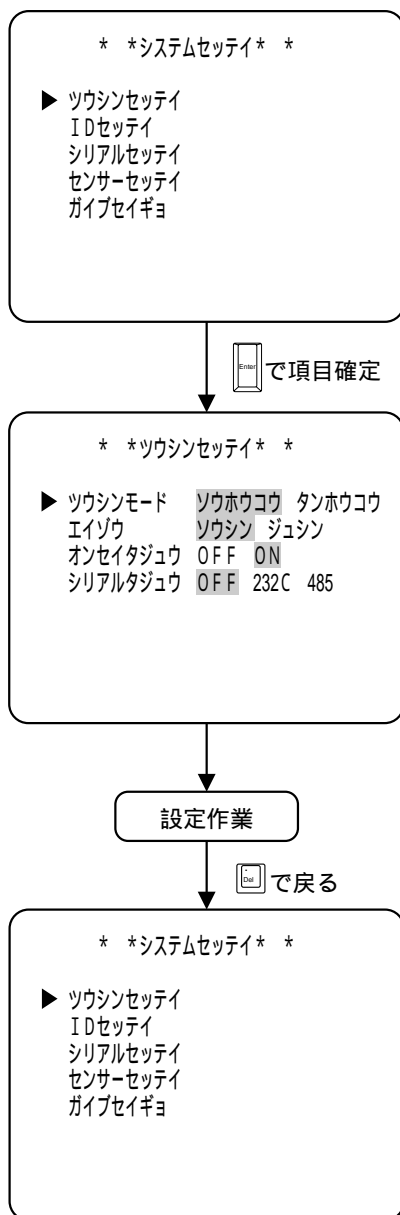 * *システムセッテイ* *
▶ ツウシンセッテイ
IDセッテイ
シリアルセッテイ
センサーセッテイ
ガイブセイギョ
Enter で項目確定
* *ツウシンセッテイ* *
▶ ツウシンモード ソウホウコウ タンホウコウ
エイゾウ ソウシン ジュシン
オンセイタジュウ OFF ON
シリアルタジュウ OFF 232C 485
設定作業
. Del で戻る
* *システムセッテイ* *
▶ ツウシンセッテイ
IDセッテイ
シリアルセッテイ
センサーセッテイ
ガイブセイギョ